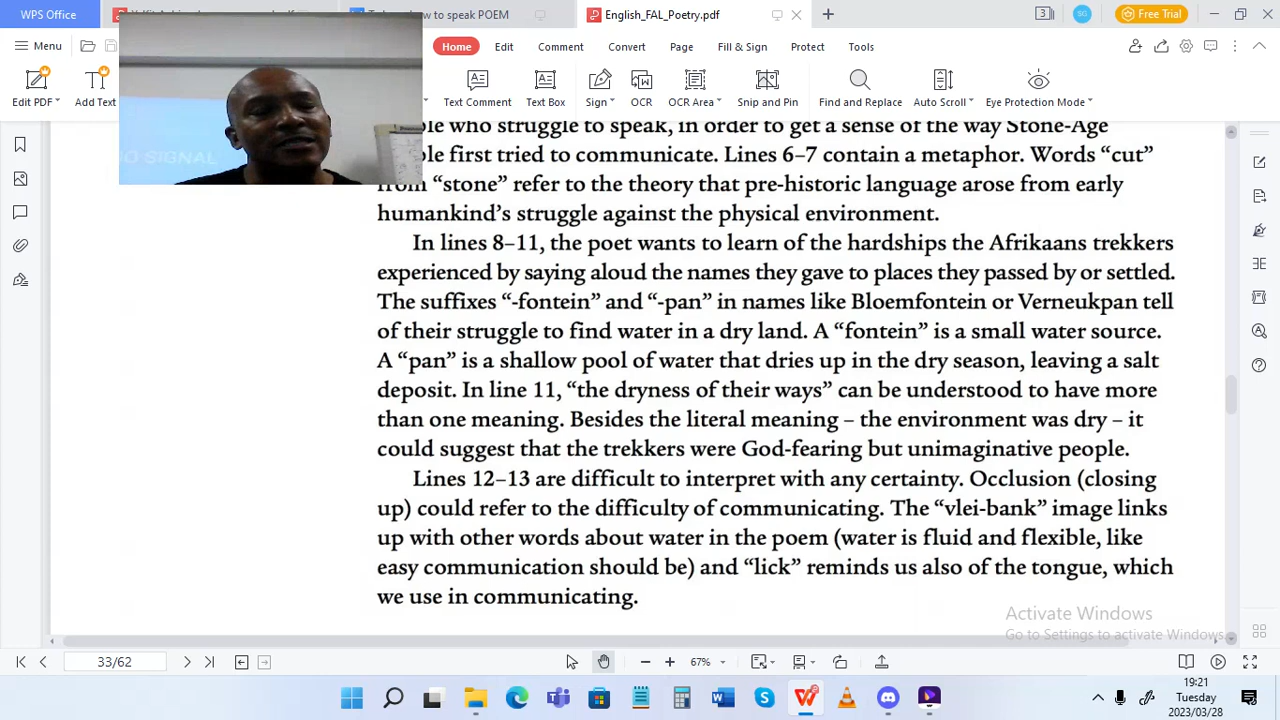 WPS Office
To learn how to speak POEM
English_FAL_Poetry.pdf
SG
Free Trial
Menu
Home
Edit
Comment
Convert
Page
Fill & Sign
Protect
Tools
Edit PDF
Add Text
Text Comment
Text Box
Sign
OCR
OCR Area
Snip and Pin
Find and Replace
Auto Scroll
Eye Protection Mode
NO SIGNAL
who struggle to speak, in order to get a sense of the way Stone-Age
first tried to communicate. Lines 6–7 contain a metaphor. Words “cut”
from “stone” refer to the theory that pre-historic language arose from early
humankind’s struggle against the physical environment.
In lines 8–11, the poet wants to learn of the hardships the Afrikaans trekkers
experienced by saying aloud the names they gave to places they passed by or settled.
The suffixes “-fontein” and “-pan” in names like Bloemfontein or Verneukpan tell
of their struggle to find water in a dry land. A “fontein” is a small water source.
A “pan” is a shallow pool of water that dries up in the dry season, leaving a salt
deposit. In line 11, “the dryness of their ways” can be understood to have more
than one meaning. Besides the literal meaning – the environment was dry – it
could suggest that the trekkers were God-fearing but unimaginative people.
Lines 12–13 are difficult to interpret with any certainty. Occlusion (closing
up) could refer to the difficulty of communicating. The “vlei-bank” image links
up with other words about water in the poem (water is fluid and flexible, like
easy communication should be) and “lick” reminds us also of the tongue, which
we use in communicating.
Activate Windows
Go to Settings to activate Windows.
33/62
67%
19:21
Tuesday
2023/03/28